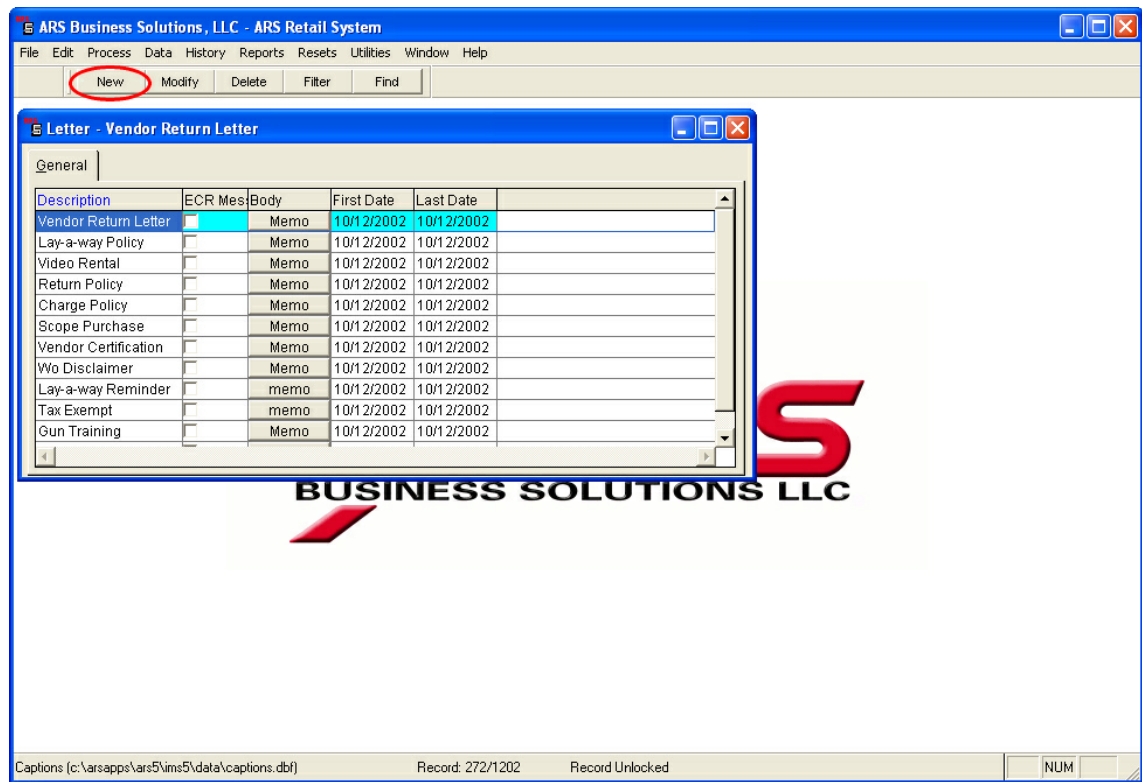 ARS Business Solutions, LLC - ARS Retail System
File Edit Process Data History Reports Resets Utilities Window Help
New Modify Delete Filter Find
Letter - Vendor Return Letter
General
Description ECR Mes Body First Date Last Date
Vendor Return Letter Memo 10/12/2002 10/12/2002
Lay-a-way Policy Memo 10/12/2002 10/12/2002
Video Rental Memo 10/12/2002 10/12/2002
Return Policy Memo 10/12/2002 10/12/2002
Charge Policy Memo 10/12/2002 10/12/2002
Scope Purchase Memo 10/12/2002 10/12/2002
Vendor Certification Memo 10/12/2002 10/12/2002
Wo Disclaimer Memo 10/12/2002 10/12/2002
Lay-a-way Reminder memo 10/12/2002 10/12/2002
Tax Exempt memo 10/12/2002 10/12/2002
Gun Training Memo 10/12/2002 10/12/2002
S
BUSINESS SOLUTIONS LLC
Captions (c:\arsapps\ars5\ims5\data\captions.dbf) Record: 272/1202 Record Unlocked NUM